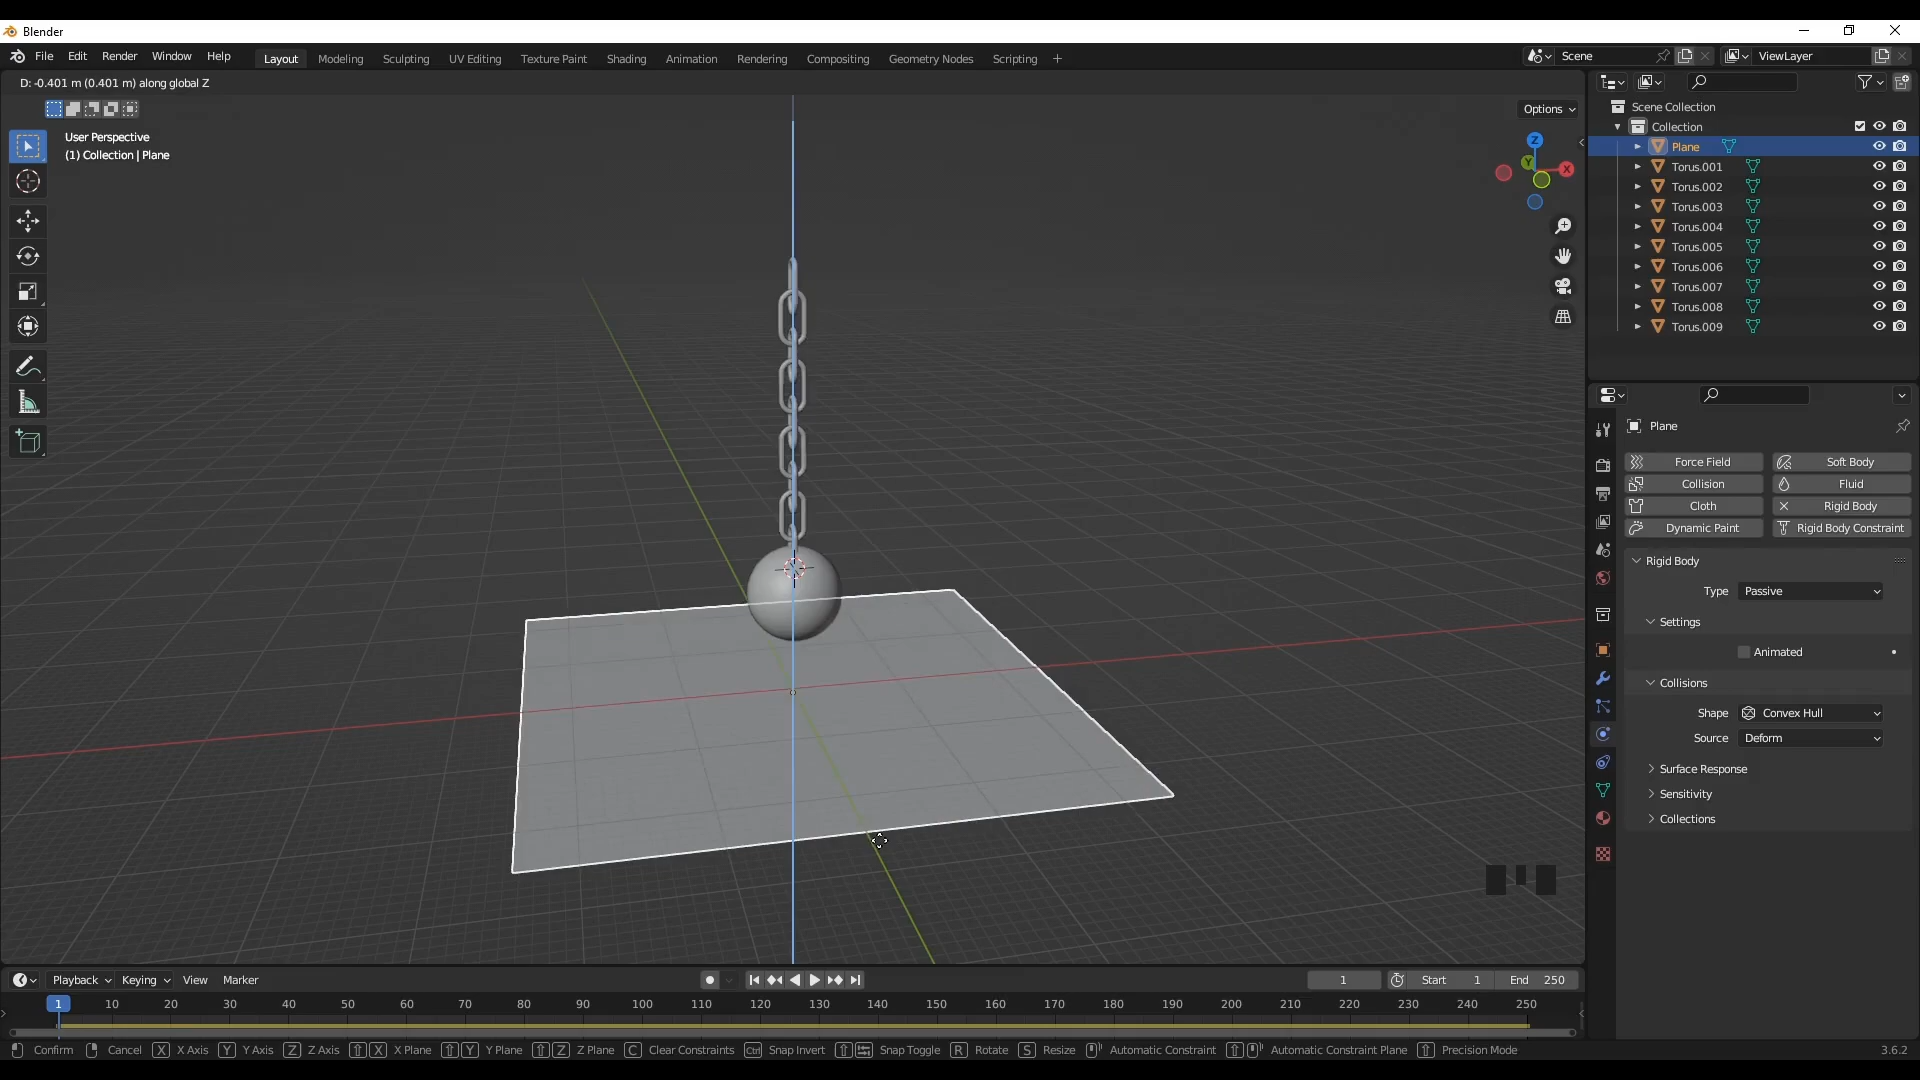 Blender
File Edit Render Window Help Layout Modeling Sculpting UV Editing Texture Paint Shading Animation Rendering Compositing Geometry Nodes Scripting + Scene ViewLayer
D: -0.401 m (0.401 m) along global Z
Options
User Perspective
(1) Collection | Plane
Z
Y
X
Scene Collection
Collection
Plane
Torus.001
Torus.002
Torus.003
Torus.004
Torus.005
Torus.006
Torus.007
Torus.008
Torus.009
Plane
Force Field Soft Body
Collision Fluid
Cloth Rigid Body
Dynamic Paint Rigid Body Constraint
Rigid Body
Type Passive
Settings
Animated
Collisions
Shape Convex Hull
Source Deform
Surface Response
Sensitivity
Collections
Playback Keying View Marker 1 Start 1 End 250
1 10 20 30 40 50 60 70 80 90 100 110 120 130 140 150 160 170 180 190 200 210 220 230 240 250
Confirm Cancel X X Axis Y Y Axis Z Z Axis X X Plane Y Y Plane Z Z Plane C Clear Constraints Ctrl Snap Invert Snap Toggle R Rotate S Resize Automatic Constraint Automatic Constraint Plane Precision Mode 3.6.2